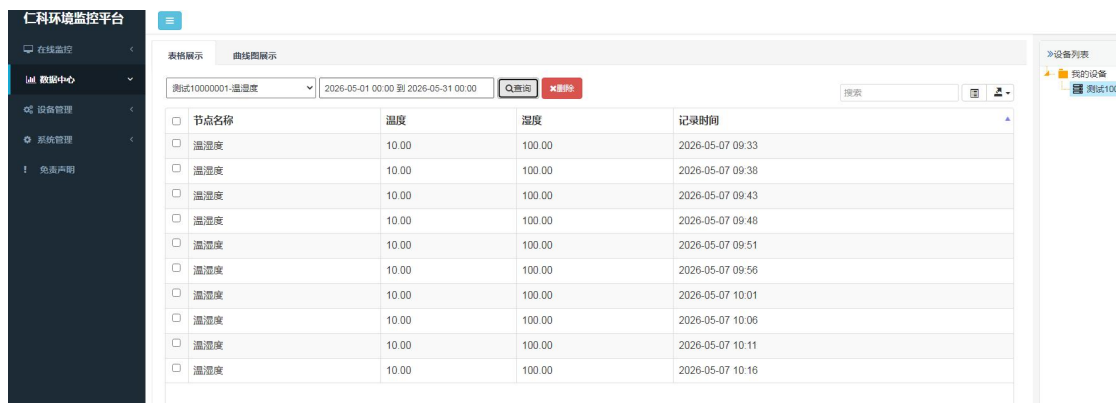 仁科环境监控平台
在线监控
数据中心
设备管理
系统管理
免责声明
表格展示 曲线图展示
测试10000001-温湿度 2026-05-01 00:00 到 2026-05-31 00:00 查询 删除 搜索
节点名称 温度 湿度 记录时间
温湿度 10.00 100.00 2026-05-07 09:33
温湿度 10.00 100.00 2026-05-07 09:38
温湿度 10.00 100.00 2026-05-07 09:43
温湿度 10.00 100.00 2026-05-07 09:48
温湿度 10.00 100.00 2026-05-07 09:51
温湿度 10.00 100.00 2026-05-07 09:56
温湿度 10.00 100.00 2026-05-07 10:01
温湿度 10.00 100.00 2026-05-07 10:06
温湿度 10.00 100.00 2026-05-07 10:11
温湿度 10.00 100.00 2026-05-07 10:16
»设备列表
我的设备
测试100